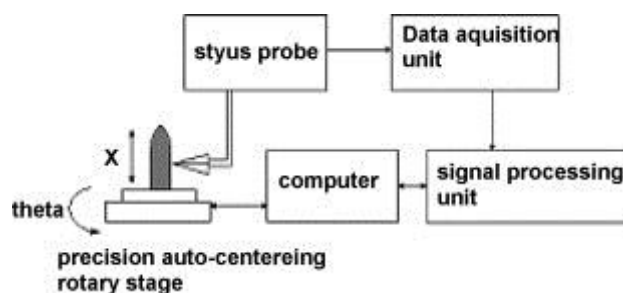 styus probe
Data aquisition
unit
X
computer
signal processing
unit
theta
precision auto-centereing
rotary stage